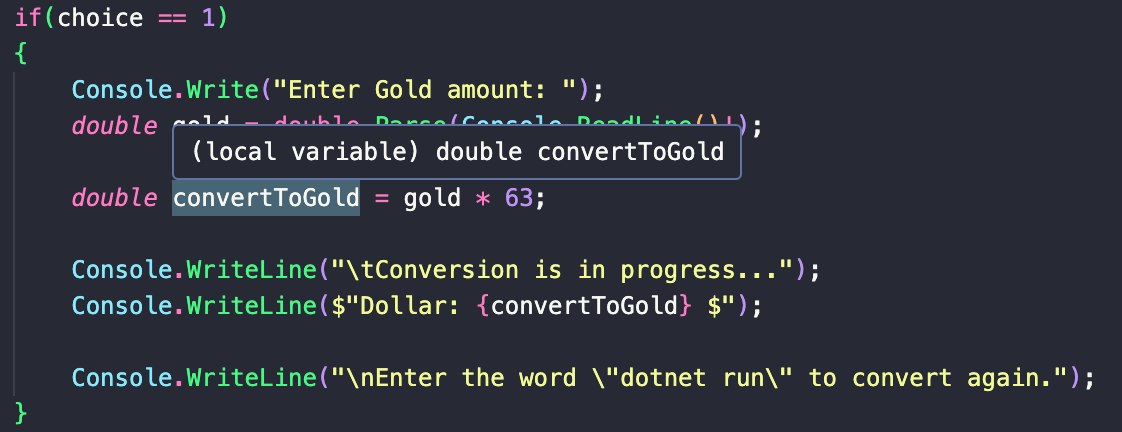 if(choice == 1)
{
Console.Write("Enter Gold amount: ");
double gold = double.Parse(Console.ReadLine()!);
(local variable) double convertToGold
double convertToGold = gold * 63;
Console.WriteLine("\tConversion is in progress...");
Console.WriteLine($"Dollar: {convertToGold} $");
Console.WriteLine("\nEnter the word \"dotnet run\" to convert again.");
}